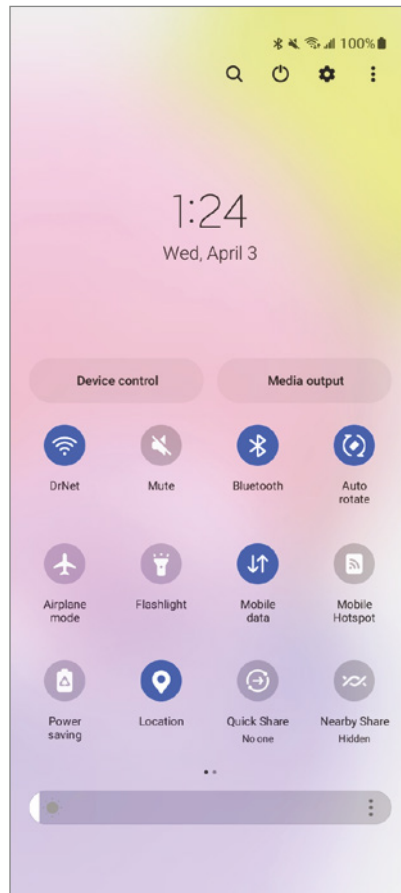 100%
1:24
Wed, April 3
Device control Media output
DrNet Mute Bluetooth Auto
rotate
Airplane
mode
Flashlight
Mobile
data
Mobile
Hotspot
Power
saving
Location
Quick Share
No one
Nearby Share
Hidden